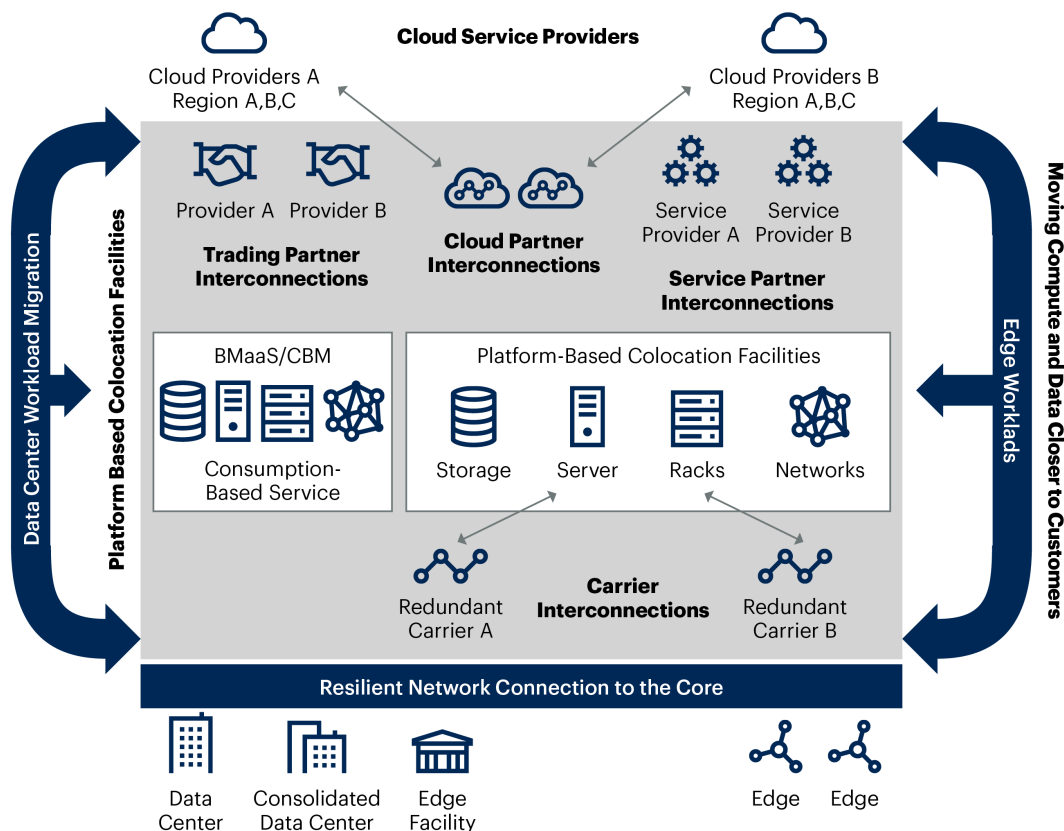 Cloud Service Providers
Cloud Providers A
Region A,B,C
Cloud Providers B
Region A,B,C
Data Center Workload Migration
Platform Based Colocation Facilities
Provider A
Provider B
Trading Partner
Interconnections
Cloud Partner
Interconnections
Service
Provider A
Service
Provider B
Service Partner
Interconnections
BMaaS/CBM
Consumption-
Based Service
Platform-Based Colocation Facilities
Storage
Server
Racks
Networks
Redundant
Carrier A
Carrier
Interconnections
Redundant
Carrier B
Edge Worklads
Moving Compute and Data Closer to Customers
Resilient Network Connection to the Core
Data
Center
Consolidated
Data Center
Edge
Facility
Edge
Edge